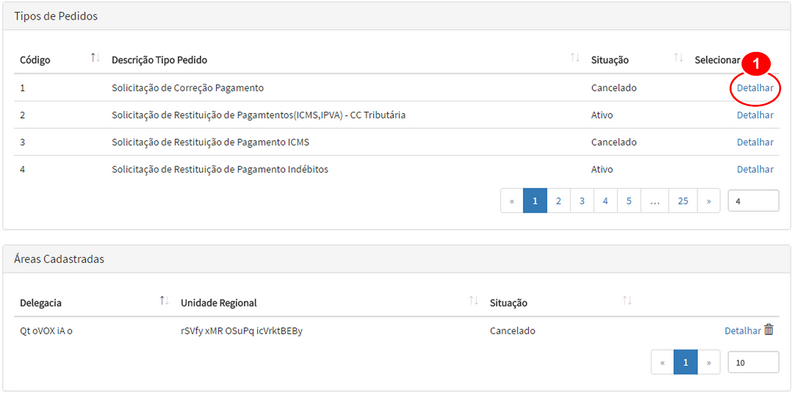 Tipos de Pedidos
Código Descrição Tipo Pedido Situação Selecionar
1
1 Solicitação de Correção Pagamento Cancelado Detalhar
2 Solicitação de Restituição de Pagamtentos(ICMS,IPVA) - CC Tributária Ativo Detalhar
3 Solicitação de Restituição de Pagamento ICMS Cancelado Detalhar
4 Solicitação de Restituição de Pagamento Indébitos Ativo Detalhar
« 1 2 3 4 5 ... 25 » 4
Áreas Cadastradas
Delegacia Unidade Regional Situação
Qt oVOX iA o rSVfy xMR OSuPq icVrktBEBy Cancelado Detalhar
« 1 » 10